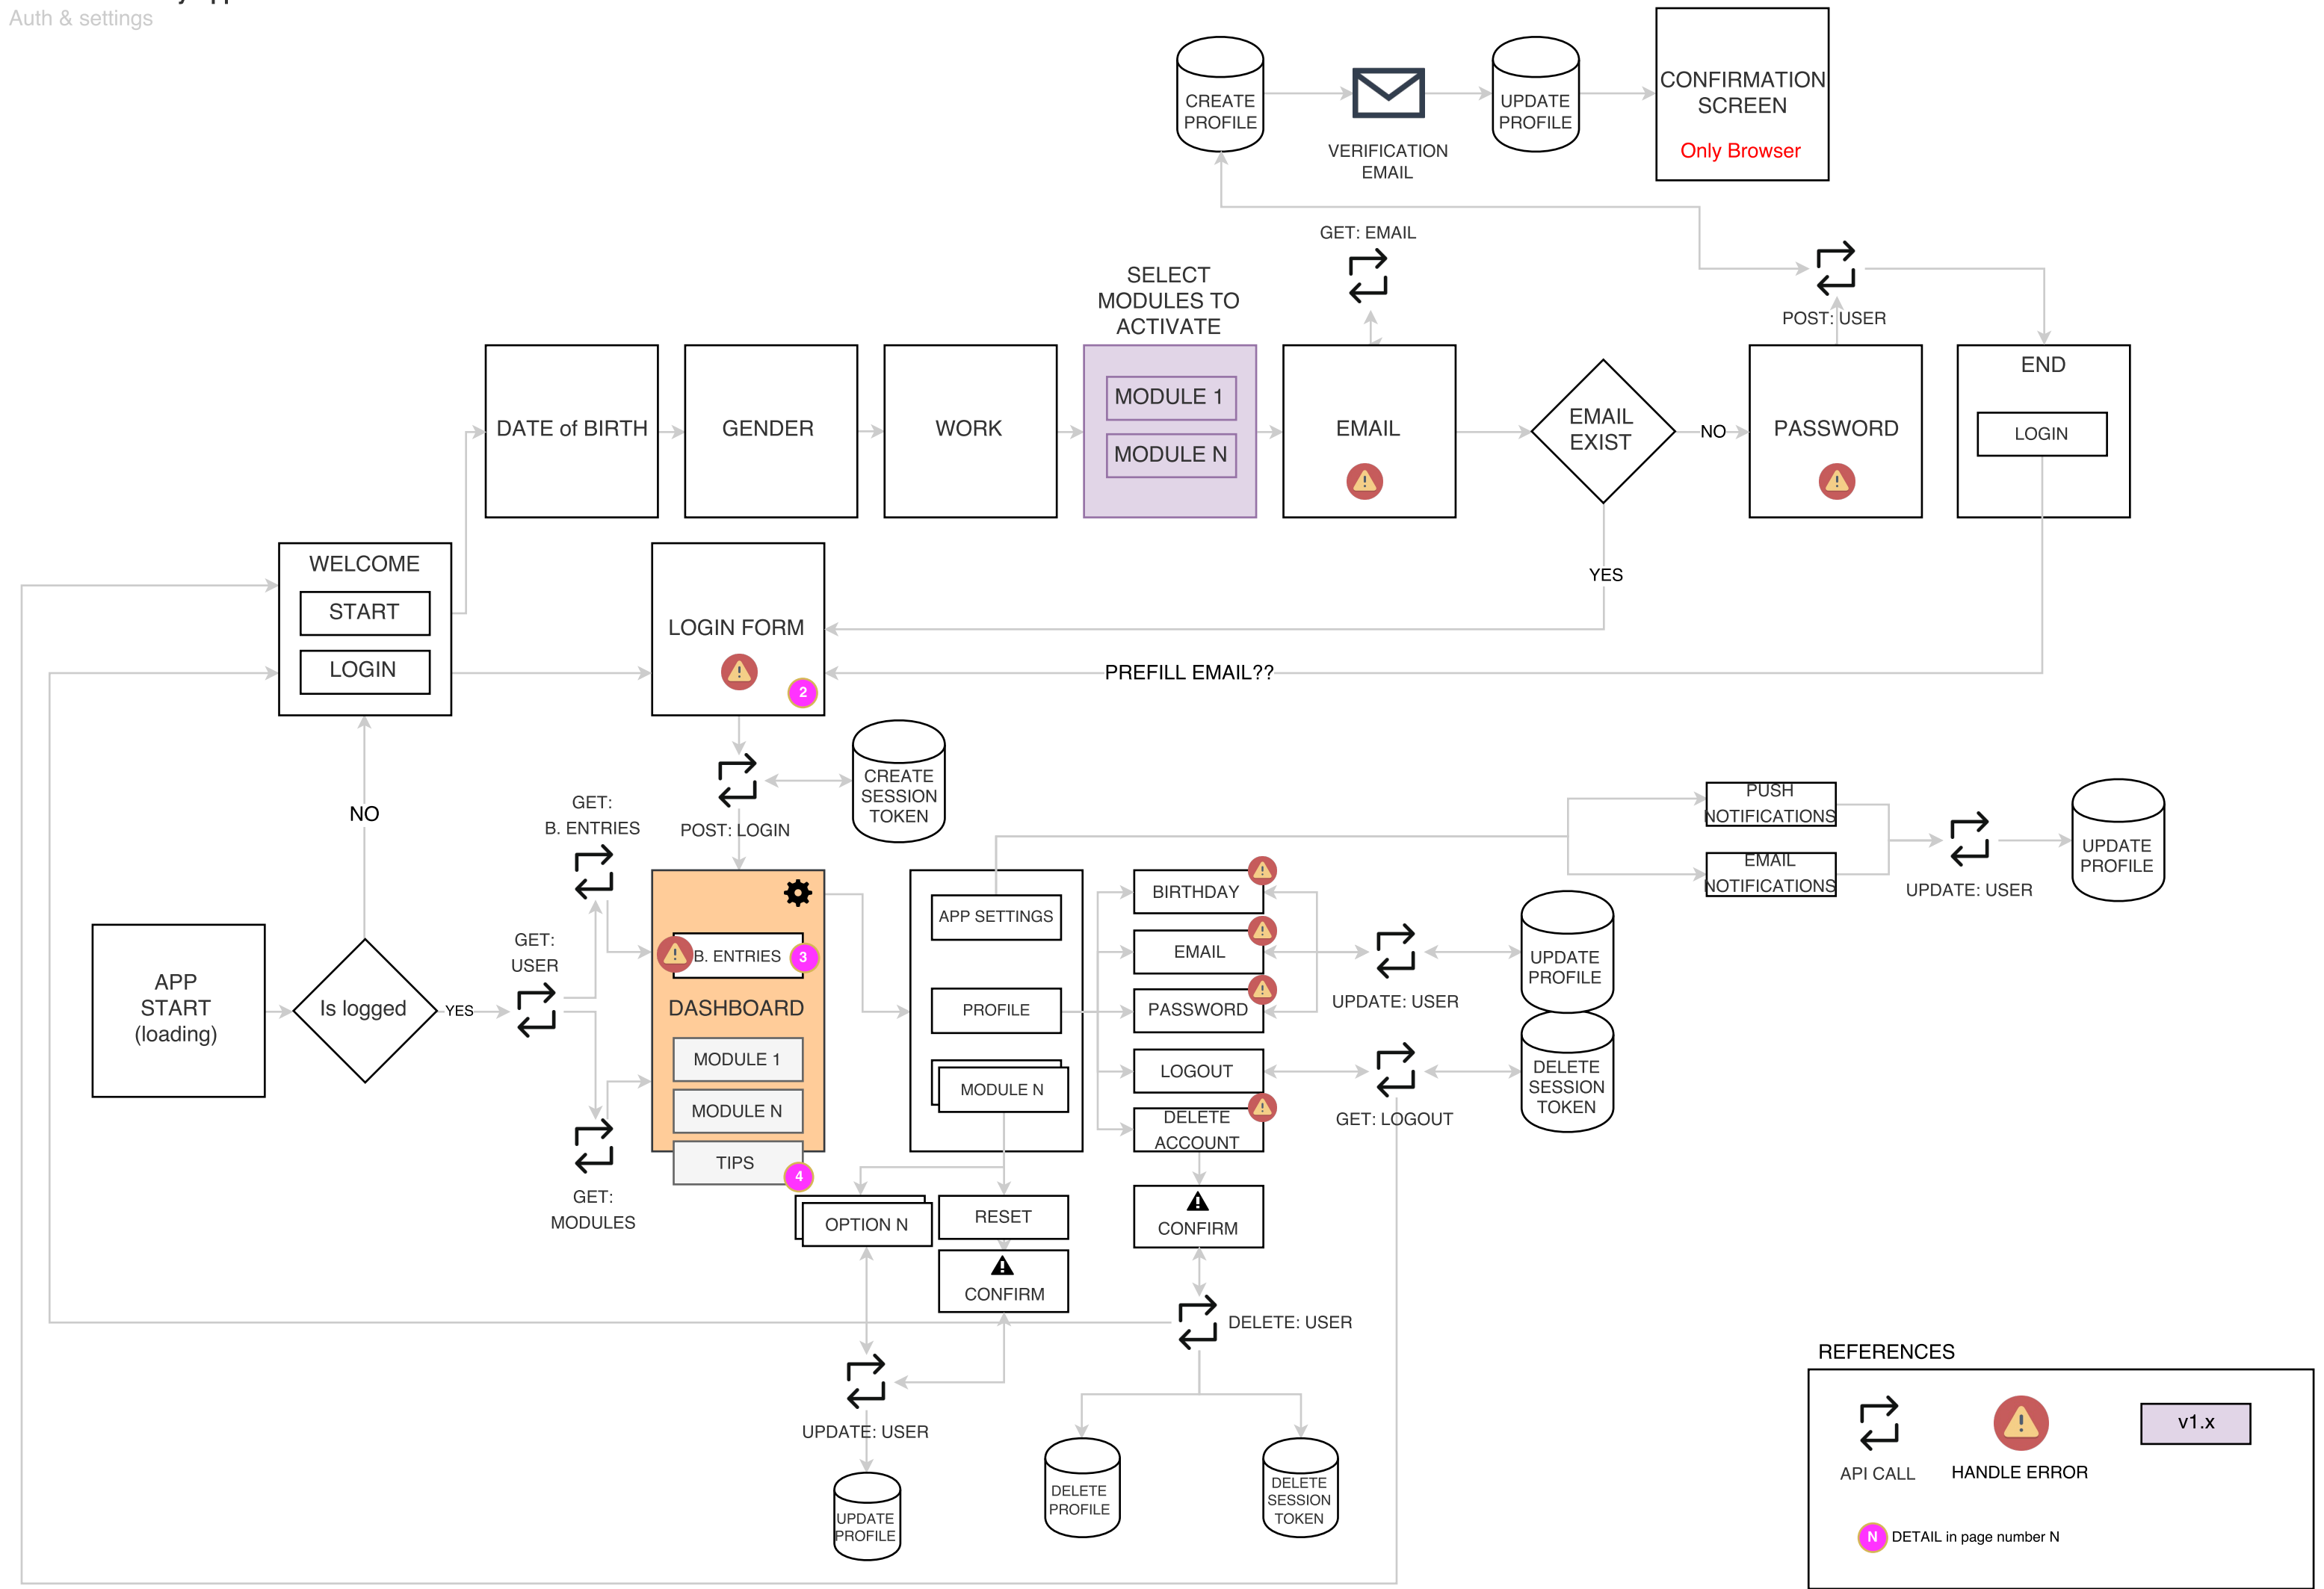 Auth & settings
CREATE
PROFILE
VERIFICATION
EMAIL
UPDATE
PROFILE
CONFIRMATION
SCREEN
Only Browser
GET: EMAIL
POST: USER
SELECT
MODULES TO
ACTIVATE
DATE of BIRTH
GENDER
WORK
MODULE 1
MODULE N
EMAIL
EMAIL
EXIST
NO
PASSWORD
END
LOGIN
YES
WELCOME
START
LOGIN
LOGIN FORM
2
PREFILL EMAIL??
NO
CREATE
SESSION
TOKEN
POST: LOGIN
GET:
B. ENTRIES
GET:
USER
APP
START
(loading)
Is logged
YES
B. ENTRIES
3
DASHBOARD
MODULE 1
MODULE N
TIPS
4
GET:
MODULES
APP SETTINGS
PROFILE
MODULE N
BIRTHDAY
EMAIL
PASSWORD
LOGOUT
DELETE
ACCOUNT
UPDATE: USER
GET: LOGOUT
UPDATE
PROFILE
DELETE
SESSION
TOKEN
PUSH
NOTIFICATIONS
EMAIL
NOTIFICATIONS
UPDATE: USER
UPDATE
PROFILE
OPTION N
RESET
CONFIRM
CONFIRM
DELETE: USER
UPDATE: USER
UPDATE
PROFILE
DELETE
PROFILE
DELETE
SESSION
TOKEN
REFERENCES
API CALL
HANDLE ERROR
v1.x
N
DETAIL in page number N